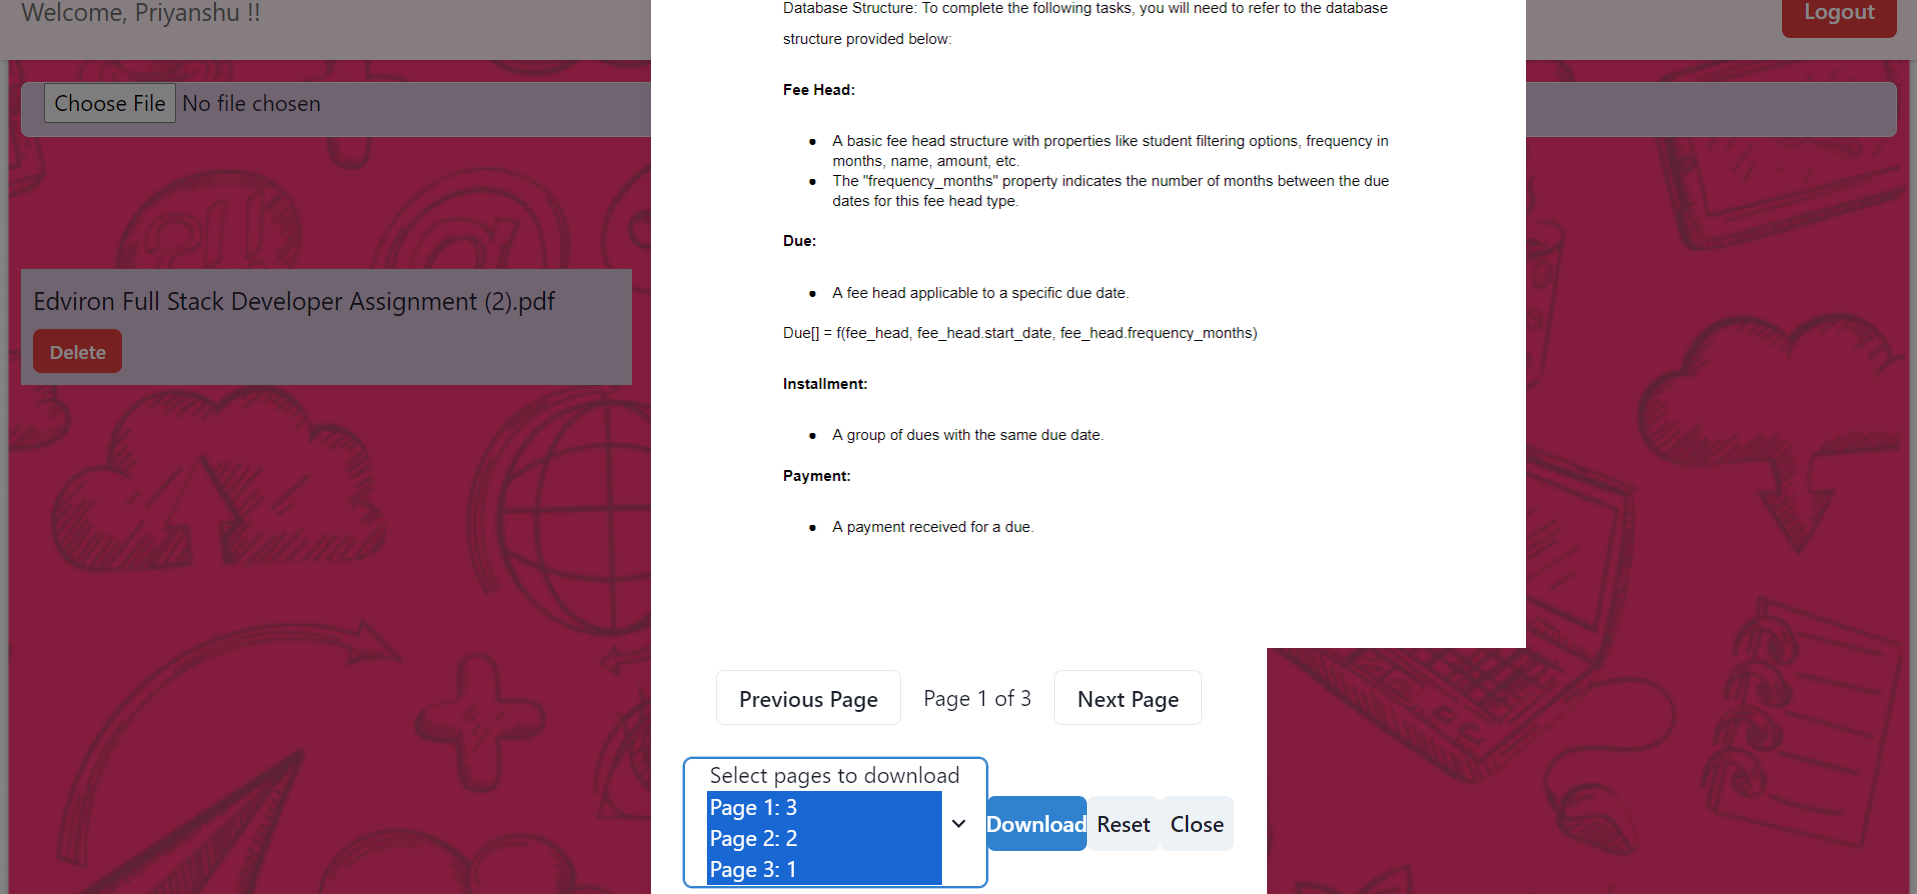 Welcome, Priyanshu !!
Logout
Choose File No file chosen
Edviron Full Stack Developer Assignment (2).pdf
Delete
Database Structure: To complete the following tasks, you will need to refer to the database
structure provided below:
Fee Head:
● A basic fee head structure with properties like student filtering options, frequency in
months, name, amount, etc.
● The "frequency_months" property indicates the number of months between the due
dates for this fee head type.
Due:
● A fee head applicable to a specific due date.
Due[] = f(fee_head, fee_head.start_date, fee_head.frequency_months)
Installment:
● A group of dues with the same due date.
Payment:
● A payment received for a due.
Previous Page Page 1 of 3 Next Page
Select pages to download
Page 1: 3
Page 2: 2
Page 3: 1
Download Reset Close